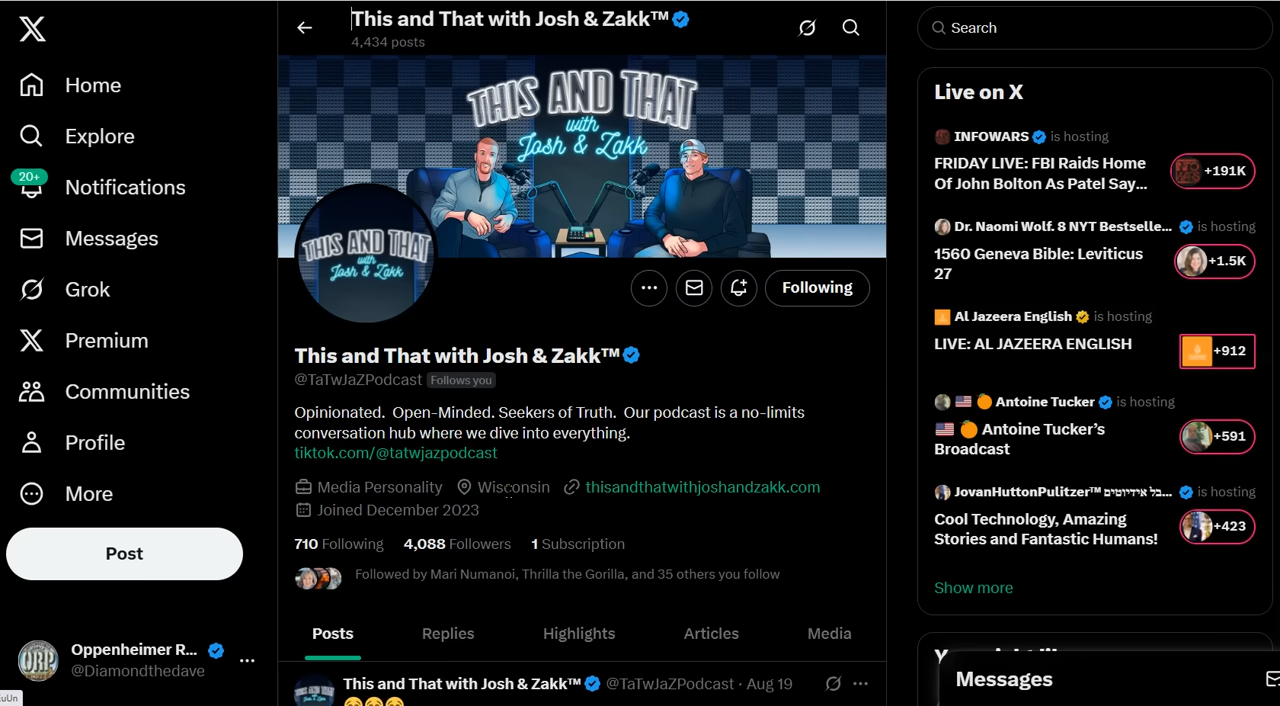 Home
Explore
20+
Notifications
Messages
Grok
Premium
Communities
Profile
More
Post
Oppenheimer R...
@Diamondthedave
This and That with Josh & Zakk™
4,434 posts
THIS AND THAT
with
Josh & Zakk
THIS AND THAT
with
Josh & Zakk
Following
This and That with Josh & Zakk™
@TaTwJaZPodcast Follows you
Opinionated. Open-Minded. Seekers of Truth. Our podcast is a no-limits
conversation hub where we dive into everything.
tiktok.com/@tatwjazpodcast
Media Personality Wisconsin thisandthatwithjoshandzakk.com
Joined December 2023
710 Following 4,088 Followers 1 Subscription
Followed by Mari Numanoi, Thrilla the Gorilla, and 35 others you follow
Posts Replies Highlights Articles Media
This and That with Josh & Zakk™ @TaTwJaZPodcast · Aug 19
Search
Live on X
INFOWARS is hosting
FRIDAY LIVE: FBI Raids Home
Of John Bolton As Patel Say...
+191K
Dr. Naomi Wolf. 8 NYT Bestselle... is hosting
1560 Geneva Bible: Leviticus
27
+1.5K
Al Jazeera English is hosting
LIVE: AL JAZEERA ENGLISH
+912
Antoine Tucker is hosting
Antoine Tucker's
Broadcast
+591
JovanHuttonPulitzer™ בל אידיוטים... is hosting
Cool Technology, Amazing
Stories and Fantastic Humans!
+423
Show more
Messages